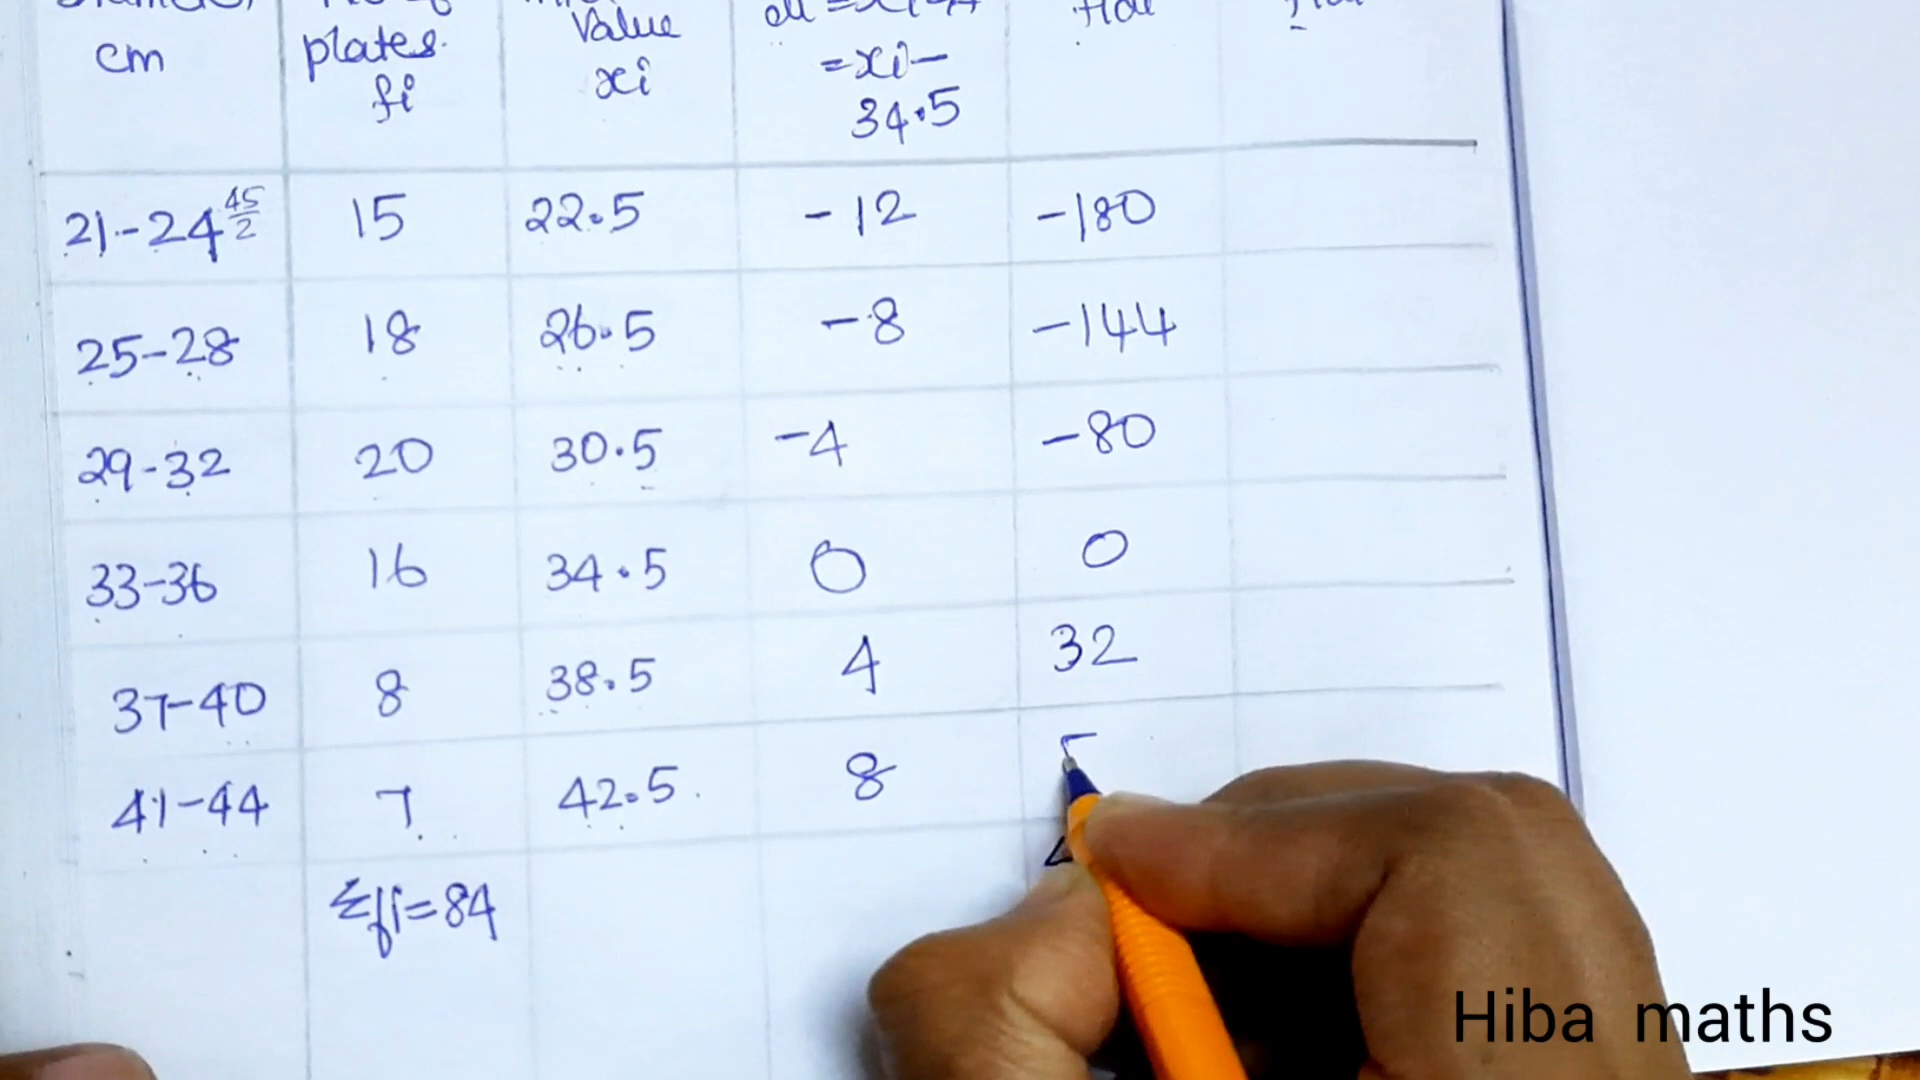 cm
plates.
fi
Value
xi
=xi-
34.5
21-24 45/2 15 22.5 -12 -180
25-28 18 26.5 -8 -144
29-32 20 30.5 -4 -80
33-36 16 34.5 0 0
37-40 8 38.5 4 32
41-44 7 42.5 8 5
Σfi=84
Hiba maths